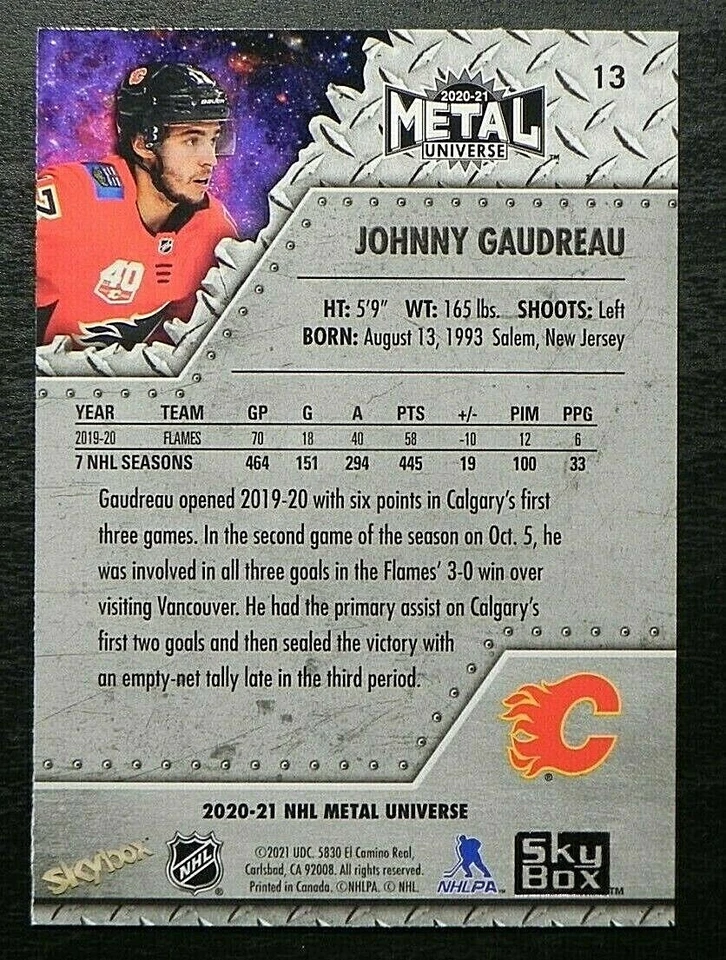 13
2020-21
METAL
UNIVERSE
TM
JOHNNY GAUDREAU
HT: 5'9" WT: 165 lbs. SHOOTS: Left
BORN: August 13, 1993 Salem, New Jersey
7
40
YEAR TEAM GP G A PTS +/- PIM PPG
2019-20 FLAMES 70 18 40 58 -10 12 6
7 NHL SEASONS 464 151 294 445 19 100 33
Gaudreau opened 2019-20 with six points in Calgary's first
three games. In the second game of the season on Oct. 5, he
was involved in all three goals in the Flames' 3-0 win over
visiting Vancouver. He had the primary assist on Calgary's
first two goals and then sealed the victory with
an empty-net tally late in the third period.
C
®
2020-21 NHL METAL UNIVERSE
Skybox
NHL
®
©2021 UDC. 5830 El Camino Real,
Carlsbad, CA 92008. All rights reserved.
Printed in Canada. ©NHLPA. © NHL.
NHLPA™
Sky
Box TM